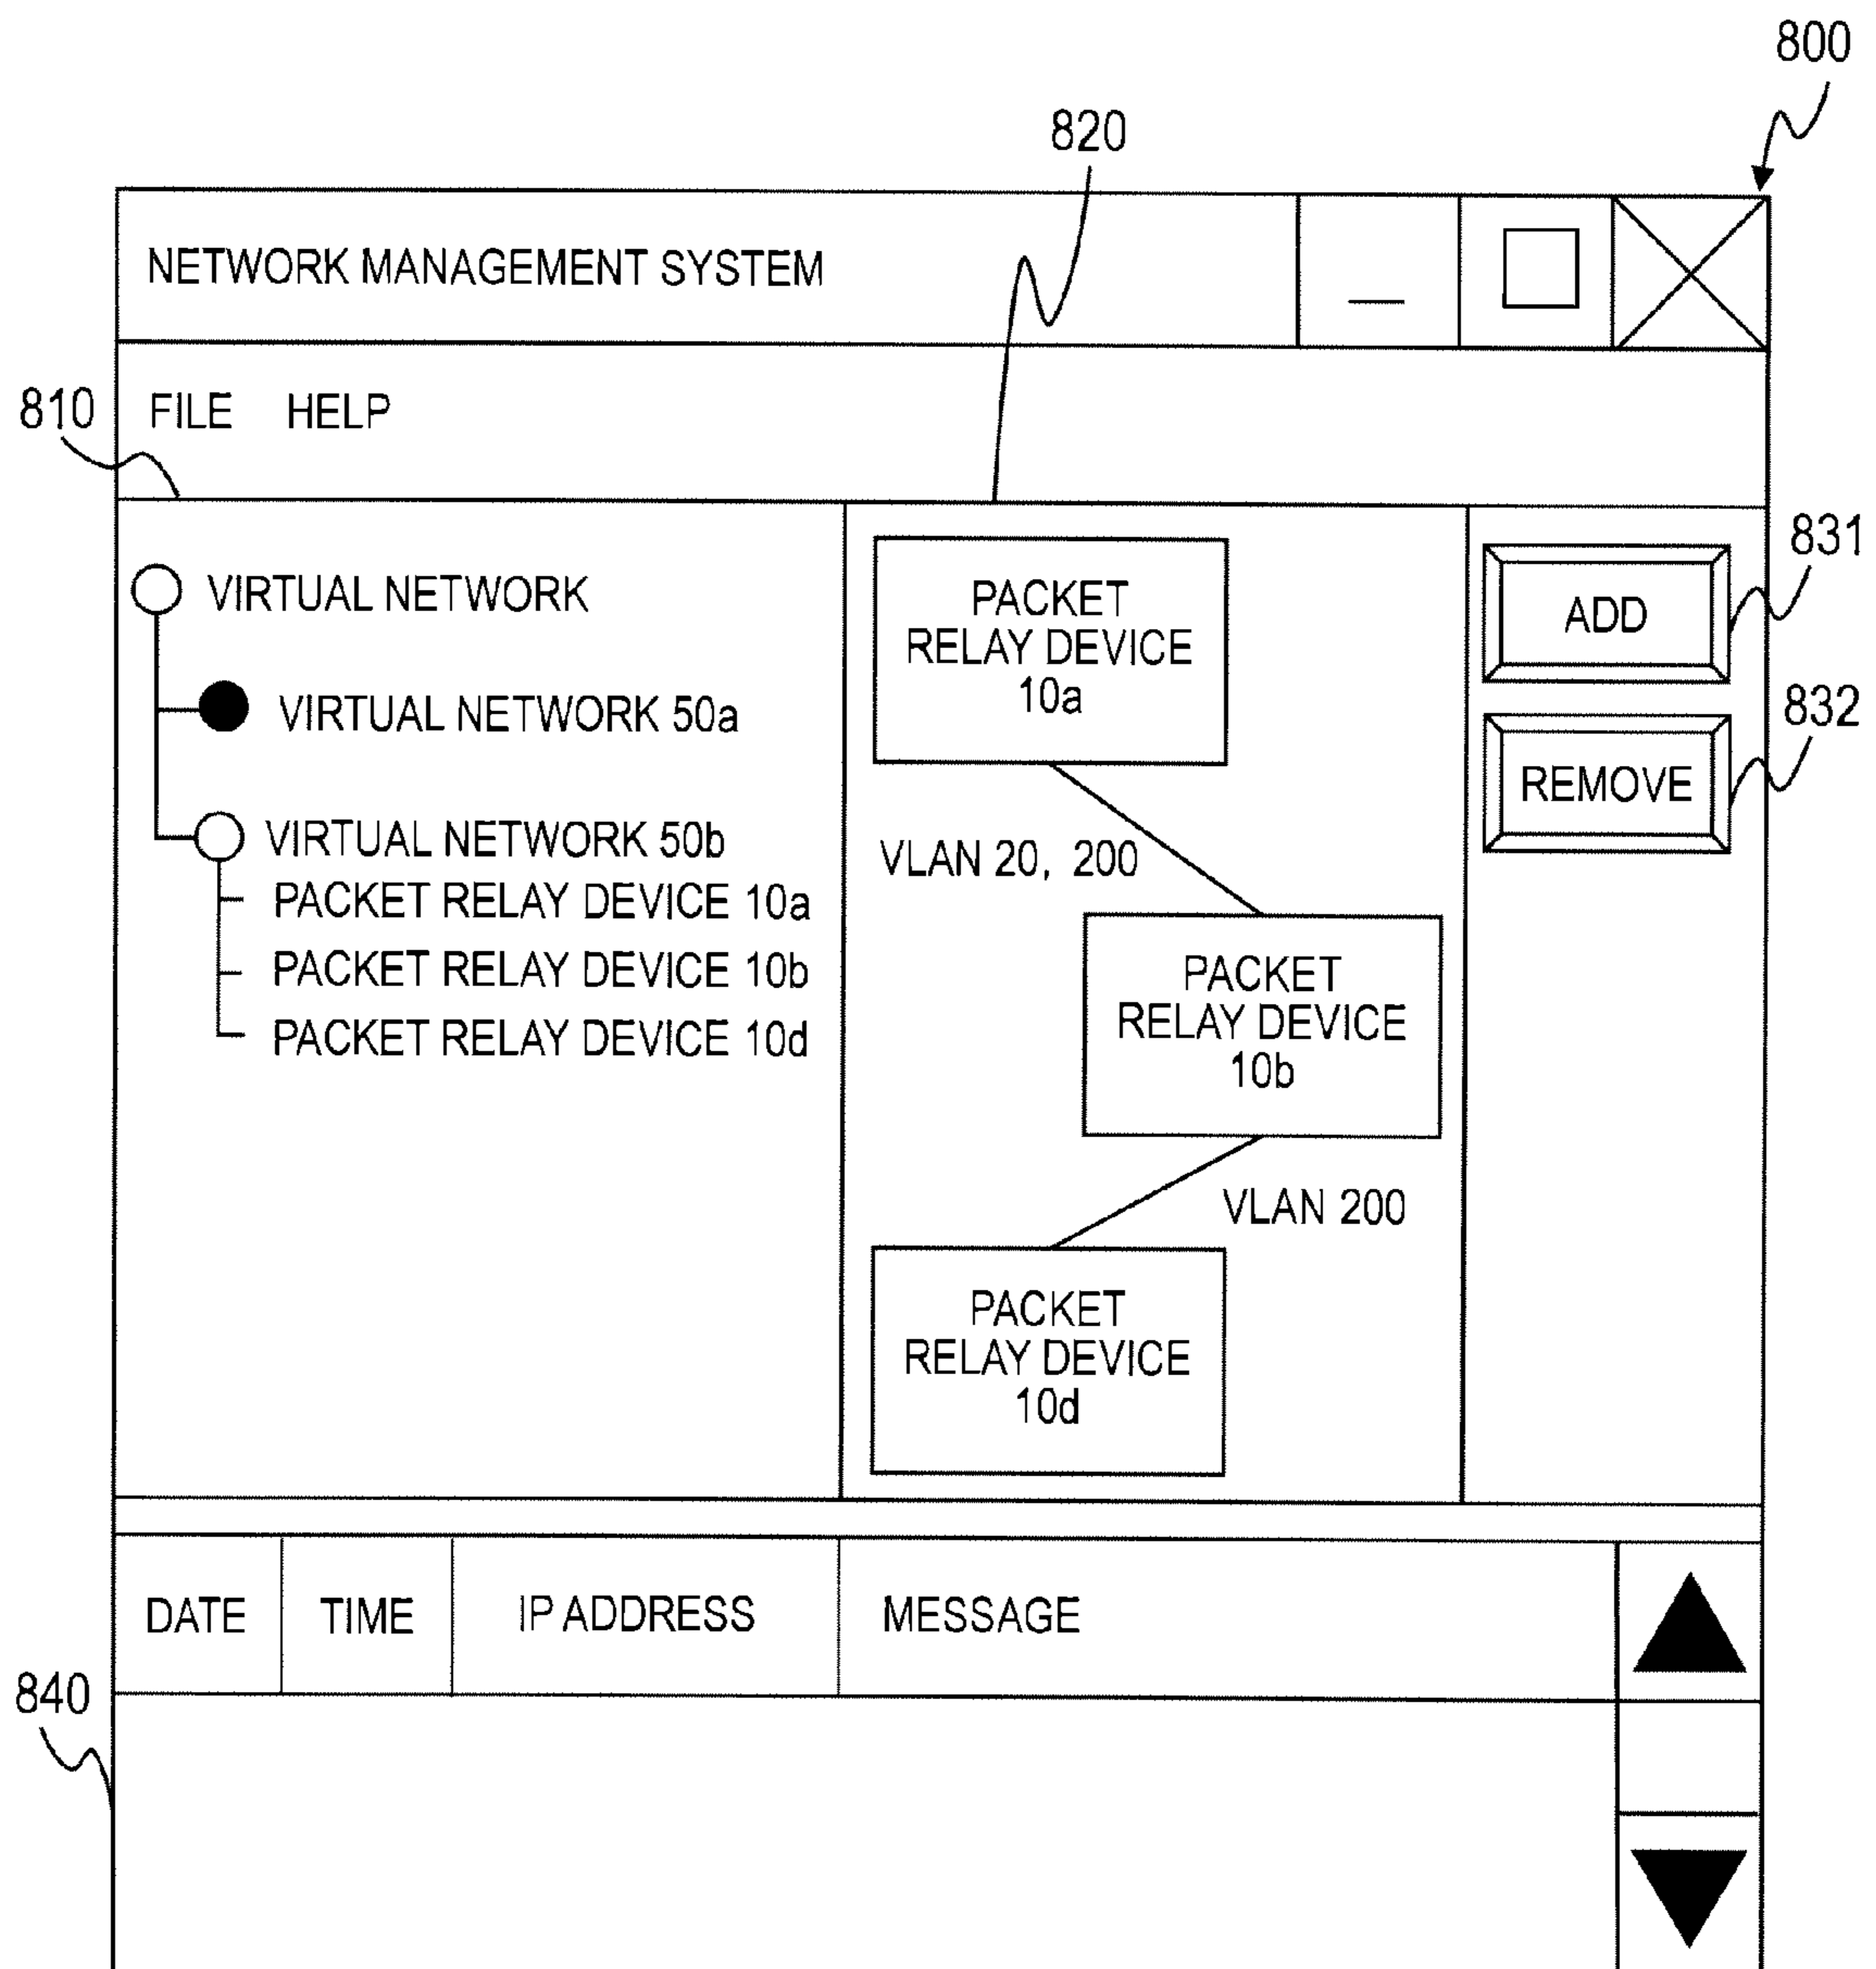 800
820
NETWORK MANAGEMENT SYSTEM
810
FILE HELP
VIRTUAL NETWORK
VIRTUAL NETWORK 50a
VIRTUAL NETWORK 50b
PACKET RELAY DEVICE 10a
PACKET RELAY DEVICE 10b
PACKET RELAY DEVICE 10d
PACKET
RELAY DEVICE
10a
VLAN 20, 200
PACKET
RELAY DEVICE
10b
VLAN 200
PACKET
RELAY DEVICE
10d
831
ADD
832
REMOVE
DATE TIME IP ADDRESS MESSAGE
840